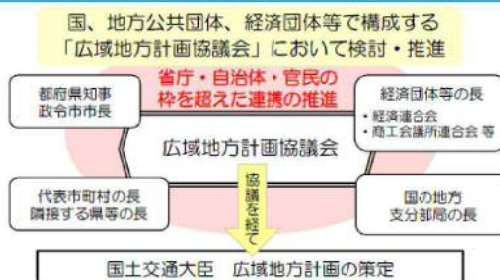 国、地方公共団体、経済団体等で構成する
「広域地方計画協議会」において検討・推進
省庁・自治体・官民の
枠を超えた連携の推進
都府県知事
政令市市長
経済団体等の長
・経済連合会
・商工会議所連合会 等
広域地方計画協議会
代表市町村の長
隣接する県等の長
協議を経て
国の地方
支分部局の長
国土交通大臣 広域地方計画の策定